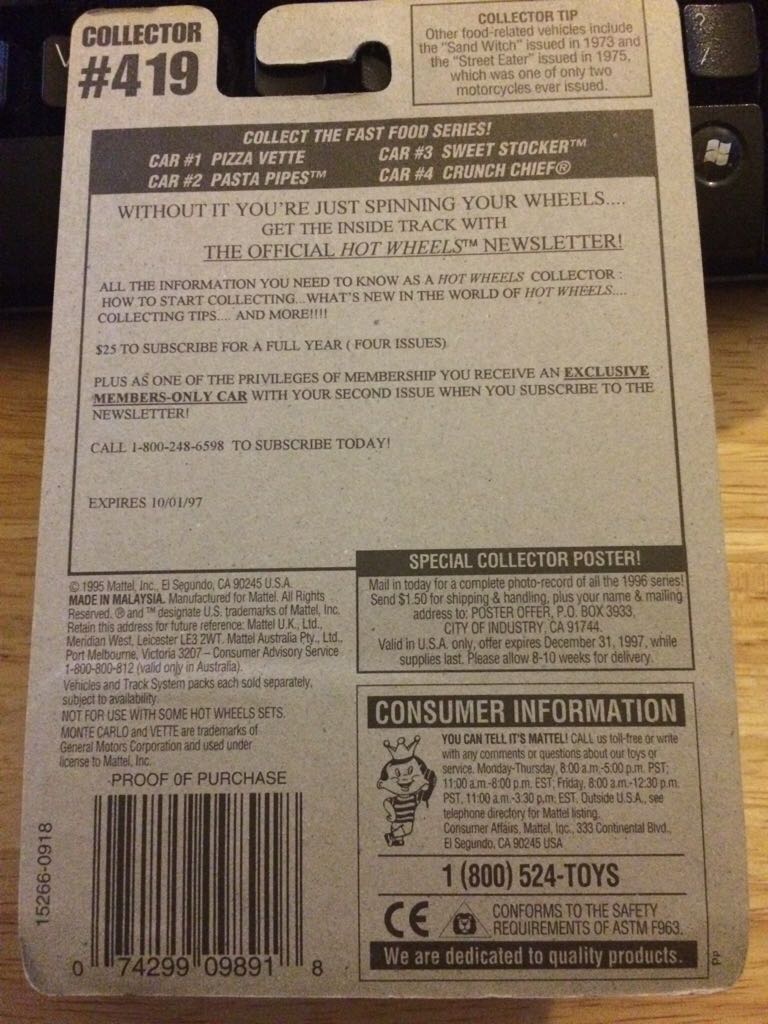 COLLECTOR
#419
COLLECTOR TIP
Other food-related vehicles include
the "Sand Witch" issued in 1973 and
the "Street Eater" issued in 1975,
which was one of only two
motorcycles ever issued.
COLLECT THE FAST FOOD SERIES!
CAR #1 PIZZA VETTE
CAR #2 PASTA PIPES™
CAR #3 SWEET STOCKER™
CAR #4 CRUNCH CHIEF®
WITHOUT IT YOU'RE JUST SPINNING YOUR WHEELS....
GET THE INSIDE TRACK WITH
THE OFFICIAL HOT WHEELS™ NEWSLETTER!
ALL THE INFORMATION YOU NEED TO KNOW AS A HOT WHEELS COLLECTOR :
HOW TO START COLLECTING...WHAT'S NEW IN THE WORLD OF HOT WHEELS....
COLLECTING TIPS.... AND MORE!!!!
$25 TO SUBSCRIBE FOR A FULL YEAR ( FOUR ISSUES)
PLUS AS ONE OF THE PRIVILEGES OF MEMBERSHIP YOU RECEIVE AN EXCLUSIVE
MEMBERS-ONLY CAR WITH YOUR SECOND ISSUE WHEN YOU SUBSCRIBE TO THE
NEWSLETTER!
CALL 1-800-248-6598 TO SUBSCRIBE TODAY!
EXPIRES 10/01/97
© 1995 Mattel, Inc., El Segundo, CA 90245 U.S.A.
MADE IN MALAYSIA. Manufactured for Mattel. All Rights
Reserved. ® and ™ designate U.S. trademarks of Mattel, Inc.
Retain this address for future reference: Mattel U.K., Ltd.,
Meridian West, Leicester LE3 2WT. Mattel Australia Pty., Ltd.,
Port Melbourne, Victoria 3207 – Consumer Advisory Service
1-800-800-812 (valid only in Australia).
Vehicles and Track System packs each sold separately,
subject to availability.
NOT FOR USE WITH SOME HOT WHEELS SETS.
MONTE CARLO and VETTE are trademarks of
General Motors Corporation and used under
license to Mattel, Inc.
PROOF OF PURCHASE
15266-0918
0 74299 09891 8
SPECIAL COLLECTOR POSTER!
Mail in today for a complete photo-record of all the 1996 series!
Send $1.50 for shipping & handling, plus your name & mailing
address to: POSTER OFFER, P.O. BOX 3933,
CITY OF INDUSTRY, CA 91744.
Valid in U.S.A. only, offer expires December 31, 1997, while
supplies last. Please allow 8-10 weeks for delivery.
CONSUMER INFORMATION
YOU CAN TELL IT'S MATTEL! CALL us toll-free or write
with any comments or questions about our toys or
service. Monday-Thursday, 8:00 a.m.-5:00 p.m. PST;
11:00 a.m.-8:00 p.m. EST, Friday, 8:00 a.m.-12:30 p.m.
PST, 11:00 a.m.-3:30 p.m. EST. Outside U.S.A., see
telephone directory for Mattel listing.
Consumer Affairs, Mattel, Inc., 333 Continental Blvd.,
El Segundo, CA 90245 USA
1 (800) 524-TOYS
CE
CONFORMS TO THE SAFETY
REQUIREMENTS OF ASTM F963.
We are dedicated to quality products.
PP